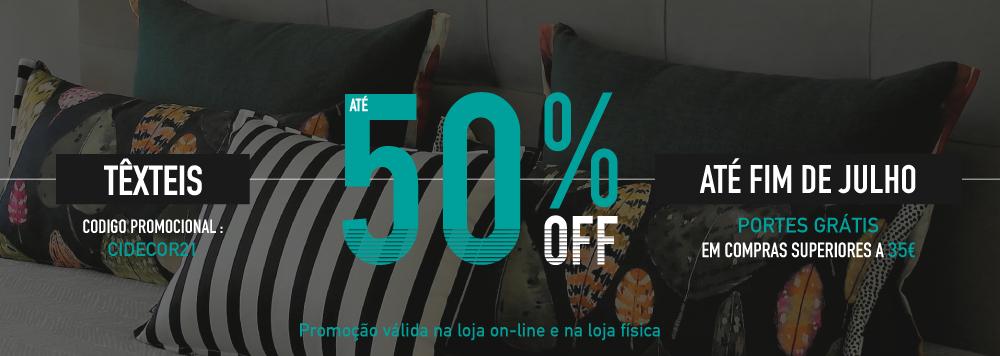 ATÉ
50%
OFF
TÊXTEIS
CODIGO PROMOCIONAL :
CIDECOR21
ATÉ FIM DE JULHO
PORTES GRÁTIS
EM COMPRAS SUPERIORES A 35€
Promoção válida na loja on-line e na loja física